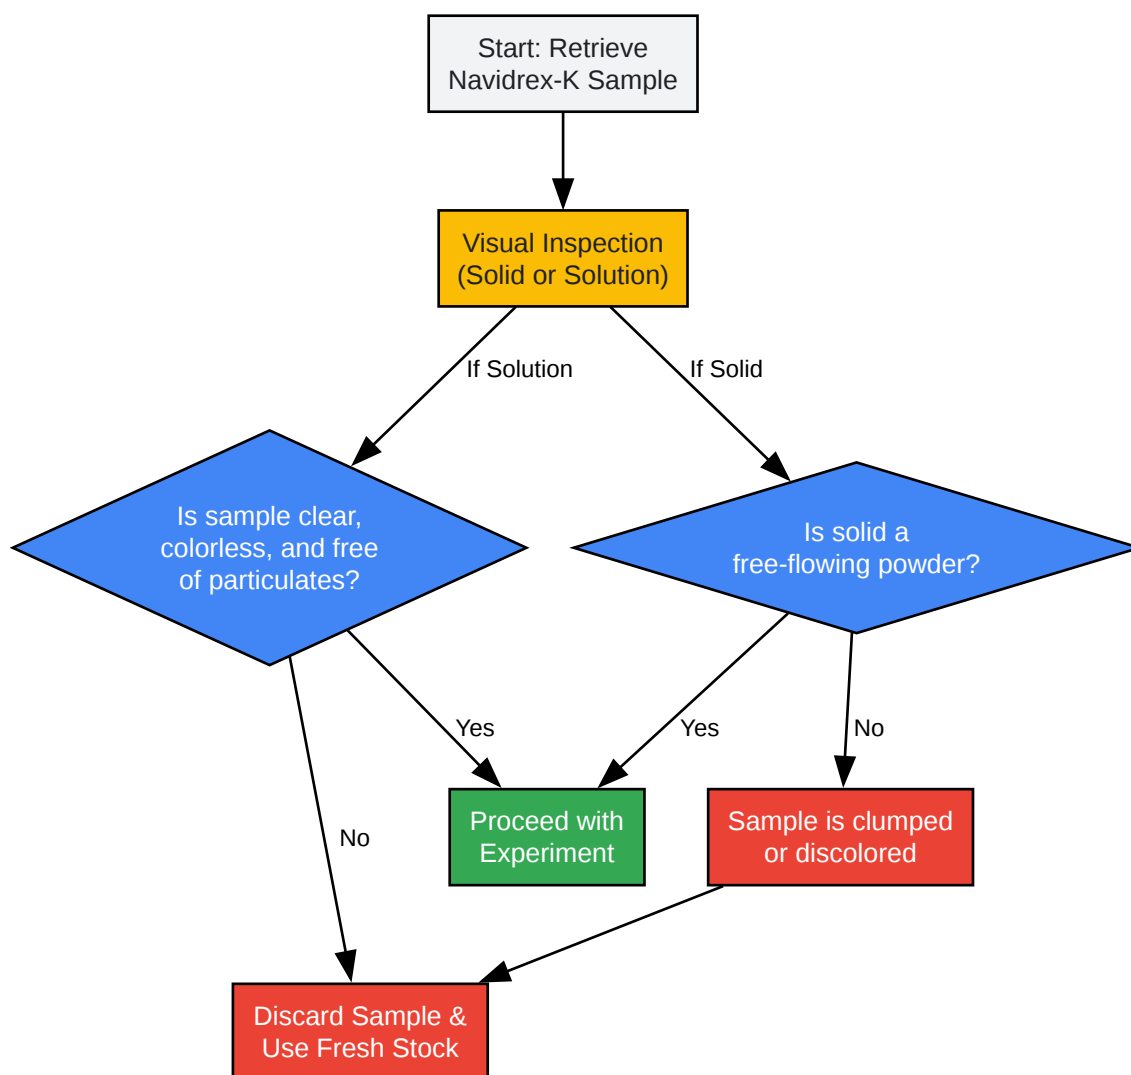 Start: Retrieve
Navidrex-K Sample
Visual Inspection
(Solid or Solution)
If Solution
If Solid
Is sample clear,
colorless, and free
of particulates?
Is solid a
free-flowing powder?
Yes
Yes
No
No
Proceed with
Experiment
Sample is clumped
or discolored
Discard Sample &
Use Fresh Stock